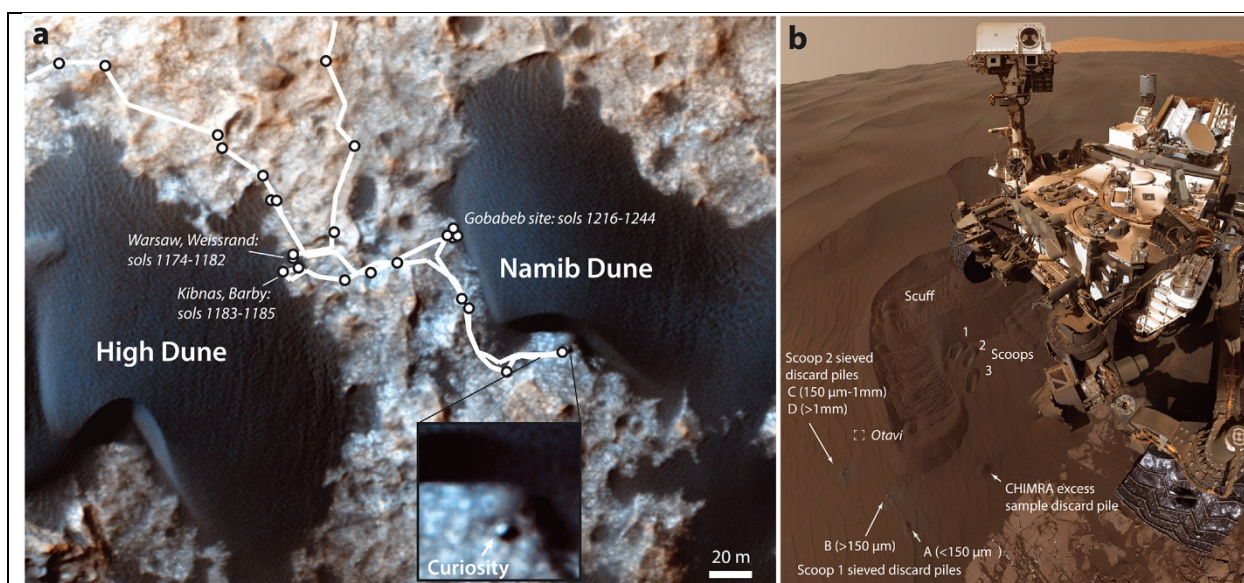 a
Gobabeb site: sols 1216-1244
Warsaw, Weissrand:
sols 1174-1182
Kibnas, Barby:
sols 1183-1185
Namib Dune
High Dune
Curiosity
20 m
b
Scuff
1
2
Scoops
3
Scoop 2 sieved
discard piles
C (150 μm-1mm)
D (>1mm)
Otavi
CHIMRA excess
sample discard pile
B (>150 μm)
A (<150 μm)
Scoop 1 sieved discard piles